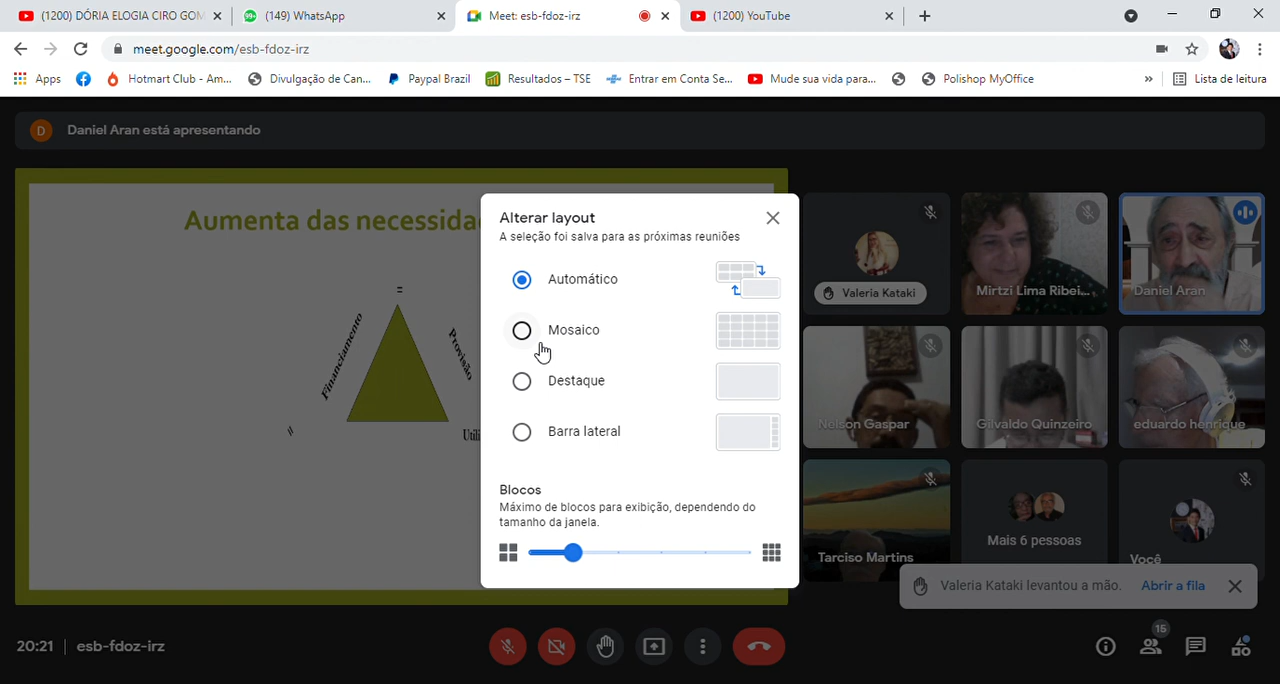 (1200) DÓRIA ELOGIA CIRO GOM
99+
(149) WhatsApp
Meet: esb-fdoz-irz
(1200) YouTube
meet.google.com/esb-fdoz-irz
Apps
Hotmart Club - Am...
Divulgação de Can...
Paypal Brazil
Resultados – TSE
Entrar em Conta Se...
Mude sua vida para...
Polishop MyOffice
»
Lista de leitura
D
Daniel Aran está apresentando
Aumenta das necessida
=
Financiamento
Provisão
=
Utili
Alterar layout
A seleção foi salva para as próximas reuniões
Automático
Mosaico
Destaque
Barra lateral
Blocos
Máximo de blocos para exibição, dependendo do
tamanho da janela.
Valeria Kataki
Mirtzi Lima Ribei...
Daniel Aran
Nelson Gaspar
Gilvaldo Quinzeiro
eduardo henrique
Tarciso Martins
Mais 6 pessoas
Você
Valeria Kataki levantou a mão.
Abrir a fila
20:21
esb-fdoz-irz
15